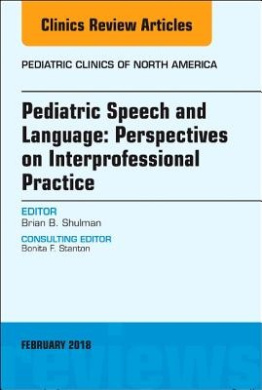 Clinics Review Articles
PEDIATRIC CLINICS OF NORTH AMERICA
Pediatric Speech and
Language: Perspectives
on Interprofessional
Practice
EDITOR
Brian B. Shulman
CONSULTING EDITOR
Bonita F. Stanton
FEBRUARY 2018
reviews